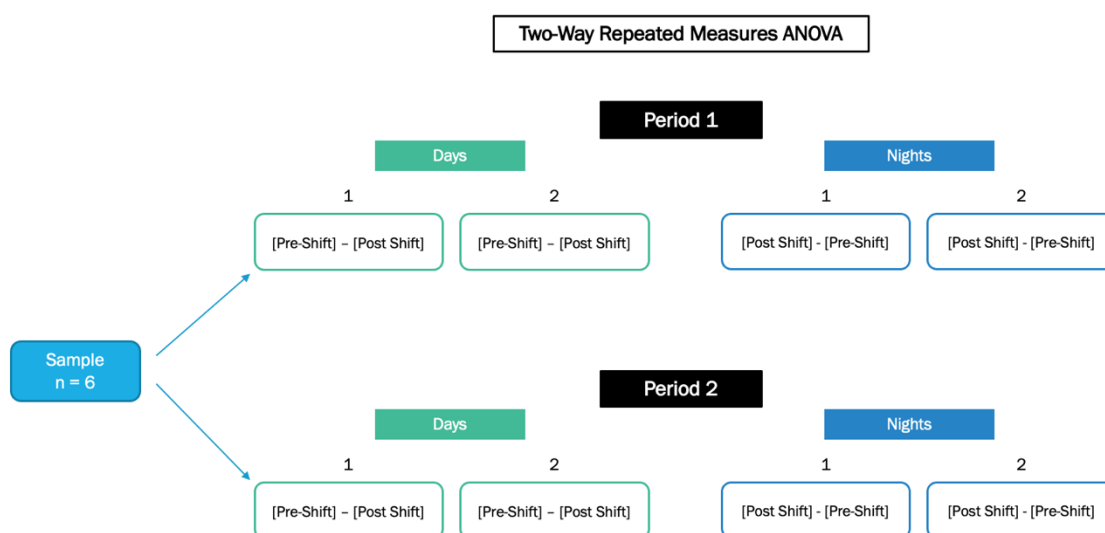 Two-Way Repeated Measures ANOVA
Period 1
Days
Nights
1
2
1
2
[Pre-Shift] – [Post Shift]
[Pre-Shift] – [Post Shift]
[Post Shift] - [Pre-Shift]
[Post Shift] - [Pre-Shift]
Sample
n = 6
Period 2
Days
Nights
1
2
1
2
[Pre-Shift] – [Post Shift]
[Pre-Shift] – [Post Shift]
[Post Shift] - [Pre-Shift]
[Post Shift] - [Pre-Shift]